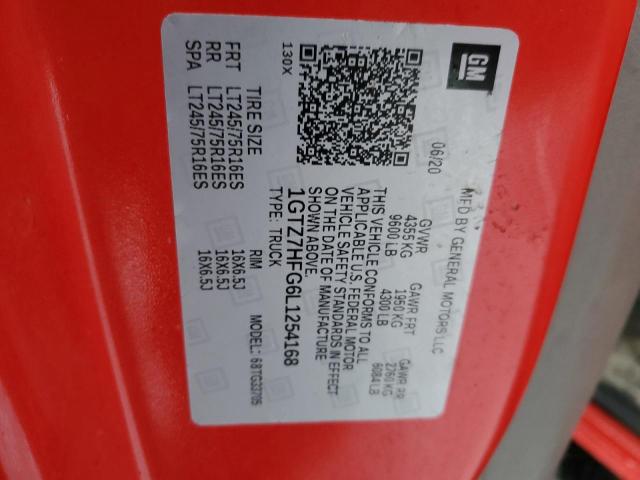 GM
MFD BY GENERAL MOTORS LLC
06/20
GVWR GAWR FRT GAWR RR
4355 KG 1950 KG 2760 KG
9600 LB 4300 LB 6084 LB
THIS VEHICLE CONFORMS TO ALL
APPLICABLE U.S. FEDERAL MOTOR
VEHICLE SAFETY STANDARDS IN EFFECT
ON THE DATE OF MANUFACTURE
SHOWN ABOVE.
1GTZ7HFG6L1254168
130X TYPE: TRUCK MODEL: 68TG33705
TIRE SIZE RIM
FRT LT245/75R16ES 16X6.5J
RR LT245/75R16ES 16X6.5J
SPA LT245/75R16ES 16X6.5J